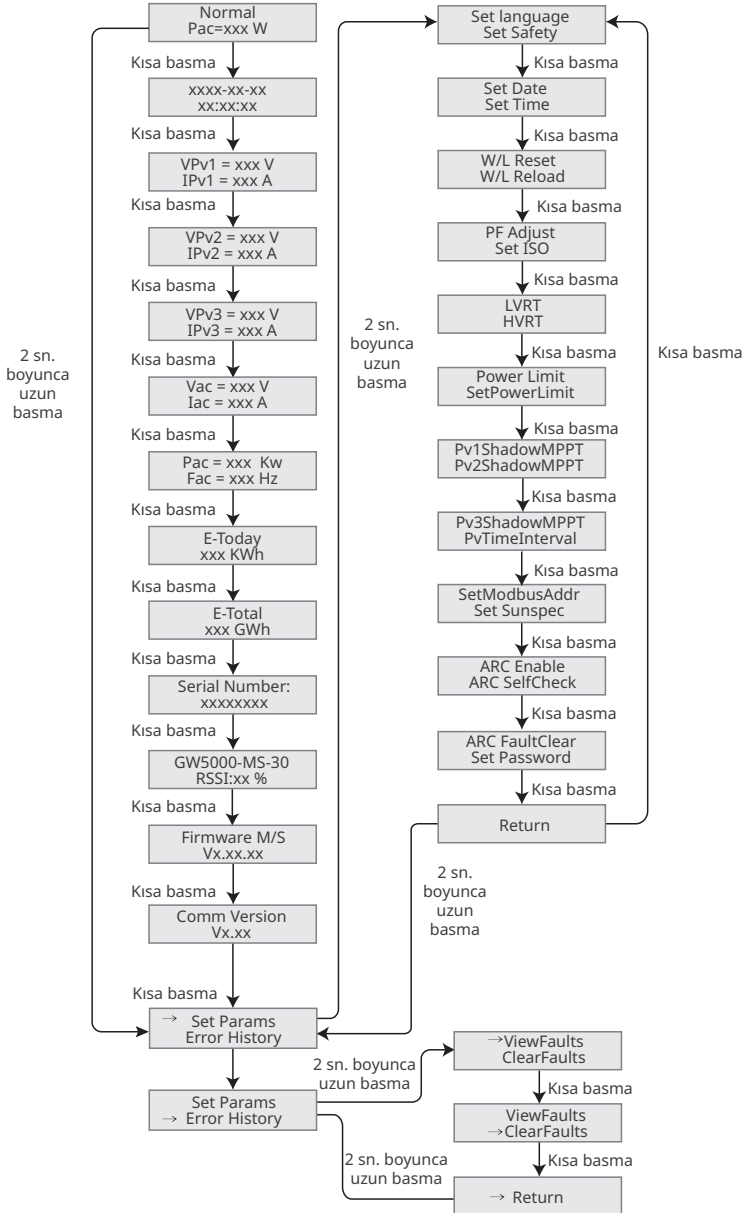 Normal
Pac=xxx W
Kısa basma
xxxx-xx-xx
xx:xx:xx
Kısa basma
VPv1 = xxx V
IPv1 = xxx A
Kısa basma
VPv2 = xxx V
IPv2 = xxx A
Kısa basma
VPv3 = xxx V
IPv3 = xxx A
Kısa basma
Vac = xxx V
Iac = xxx A
Kısa basma
Pac = xxx Kw
Fac = xxx Hz
Kısa basma
E-Today
xxx KWh
Kısa basma
E-Total
xxx GWh
Kısa basma
Serial Number:
xxxxxxxx
Kısa basma
GW5000-MS-30
RSSI:xx %
Kısa basma
Firmware M/S
Vx.xx.xx
Kısa basma
Comm Version
Vx.xx
Kısa basma
→ Set Params
Error History
Set Params
→ Error History
2 sn.
boyunca
uzun
basma
2 sn.
boyunca
uzun
basma
Set language
Set Safety
Kısa basma
Set Date
Set Time
Kısa basma
W/L Reset
W/L Reload
Kısa basma
PF Adjust
Set ISO
Kısa basma
LVRT
HVRT
Kısa basma
Power Limit
SetPowerLimit
Kısa basma
Pv1ShadowMPPT
Pv2ShadowMPPT
Kısa basma
Pv3ShadowMPPT
PvTimeInterval
Kısa basma
SetModbusAddr
Set Sunspec
Kısa basma
ARC Enable
ARC SelfCheck
Kısa basma
ARC FaultClear
Set Password
Kısa basma
Return
Kısa basma
2 sn.
boyunca
uzun
basma
2 sn. boyunca
uzun basma
→ViewFaults
ClearFaults
Kısa basma
ViewFaults
→ClearFaults
Kısa basma
2 sn. boyunca
uzun basma
→ Return